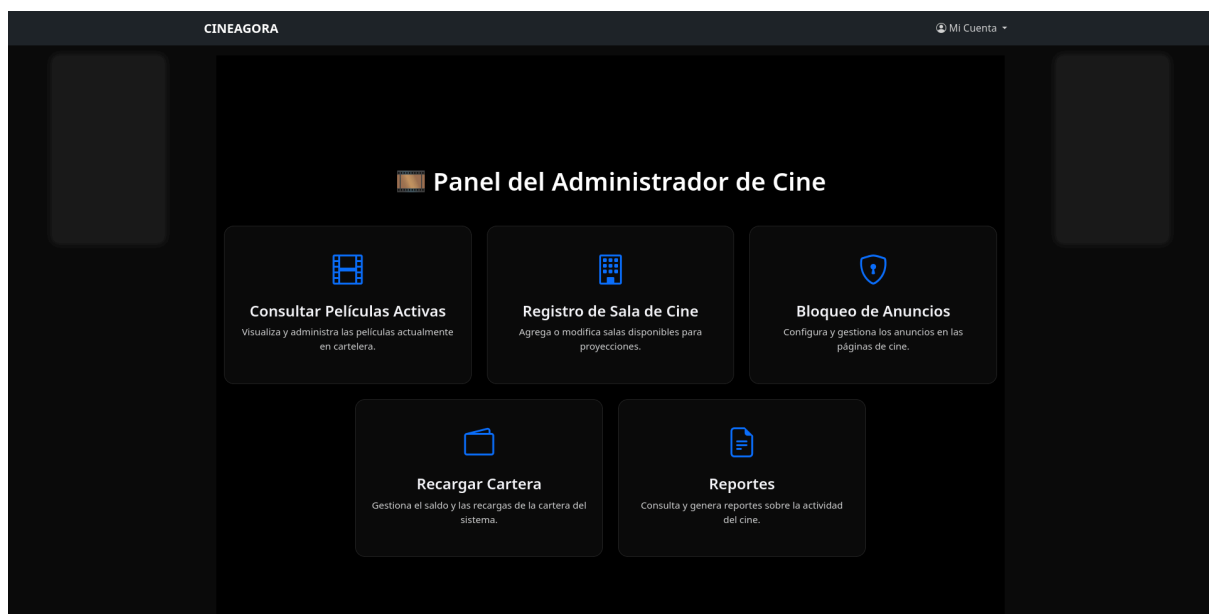 CINEAGORA
Mi Cuenta
Panel del Administrador de Cine
Consultar Películas Activas
Visualiza y administra las películas actualmente
en cartelera.
Registro de Sala de Cine
Agrega o modifica salas disponibles para
proyecciones.
Bloqueo de Anuncios
Configura y gestiona los anuncios en las
páginas de cine.
Recargar Cartera
Gestiona el saldo y las recargas de la cartera del
sistema.
Reportes
Consulta y genera reportes sobre la actividad
del cine.